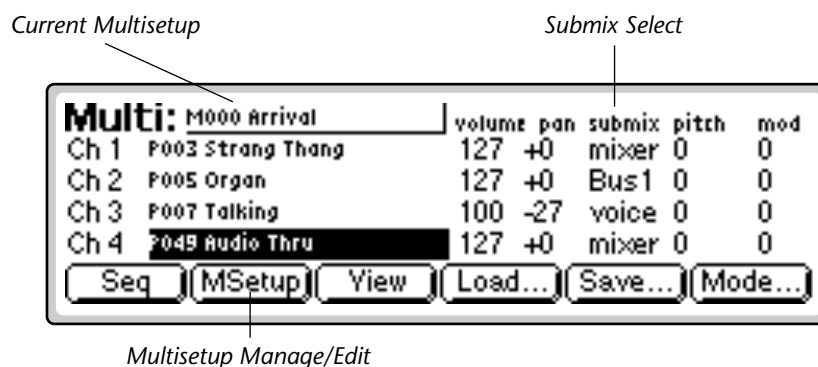 Current Multisetup Submix Select
Multi: M000 Arrival volume pan submix pitch mod
Ch 1 P003 Strang Thang 127 +0 mixer 0 0
Ch 2 P005 Organ 127 +0 Bus1 0 0
Ch 3 P007 Talking 100 -27 voice 0 0
Ch 4 P049 Audio Thru 127 +0 mixer 0 0
Seq MSetup View Load... Save... Mode...
Multisetup Manage/Edit